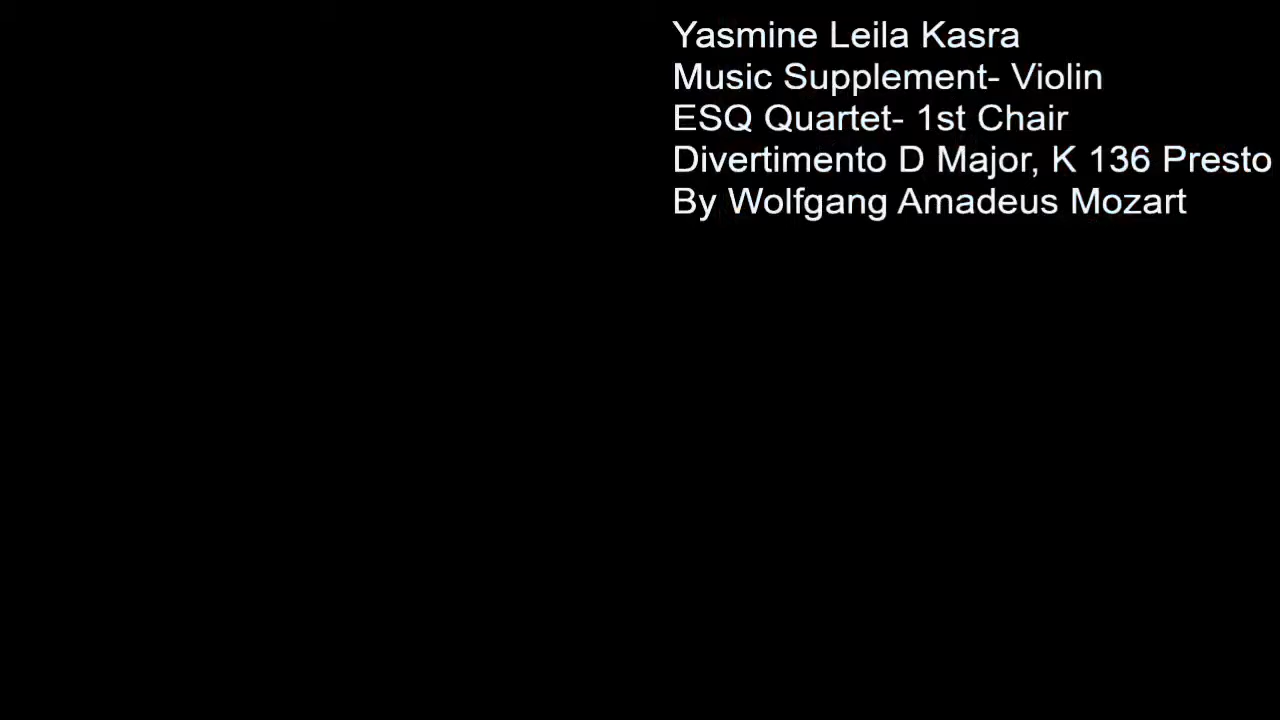 Yasmine Leila Kasra
Music Supplement- Violin
ESQ Quartet- 1st Chair
Divertimento D Major, K 136 Presto
By Wolfgang Amadeus Mozart